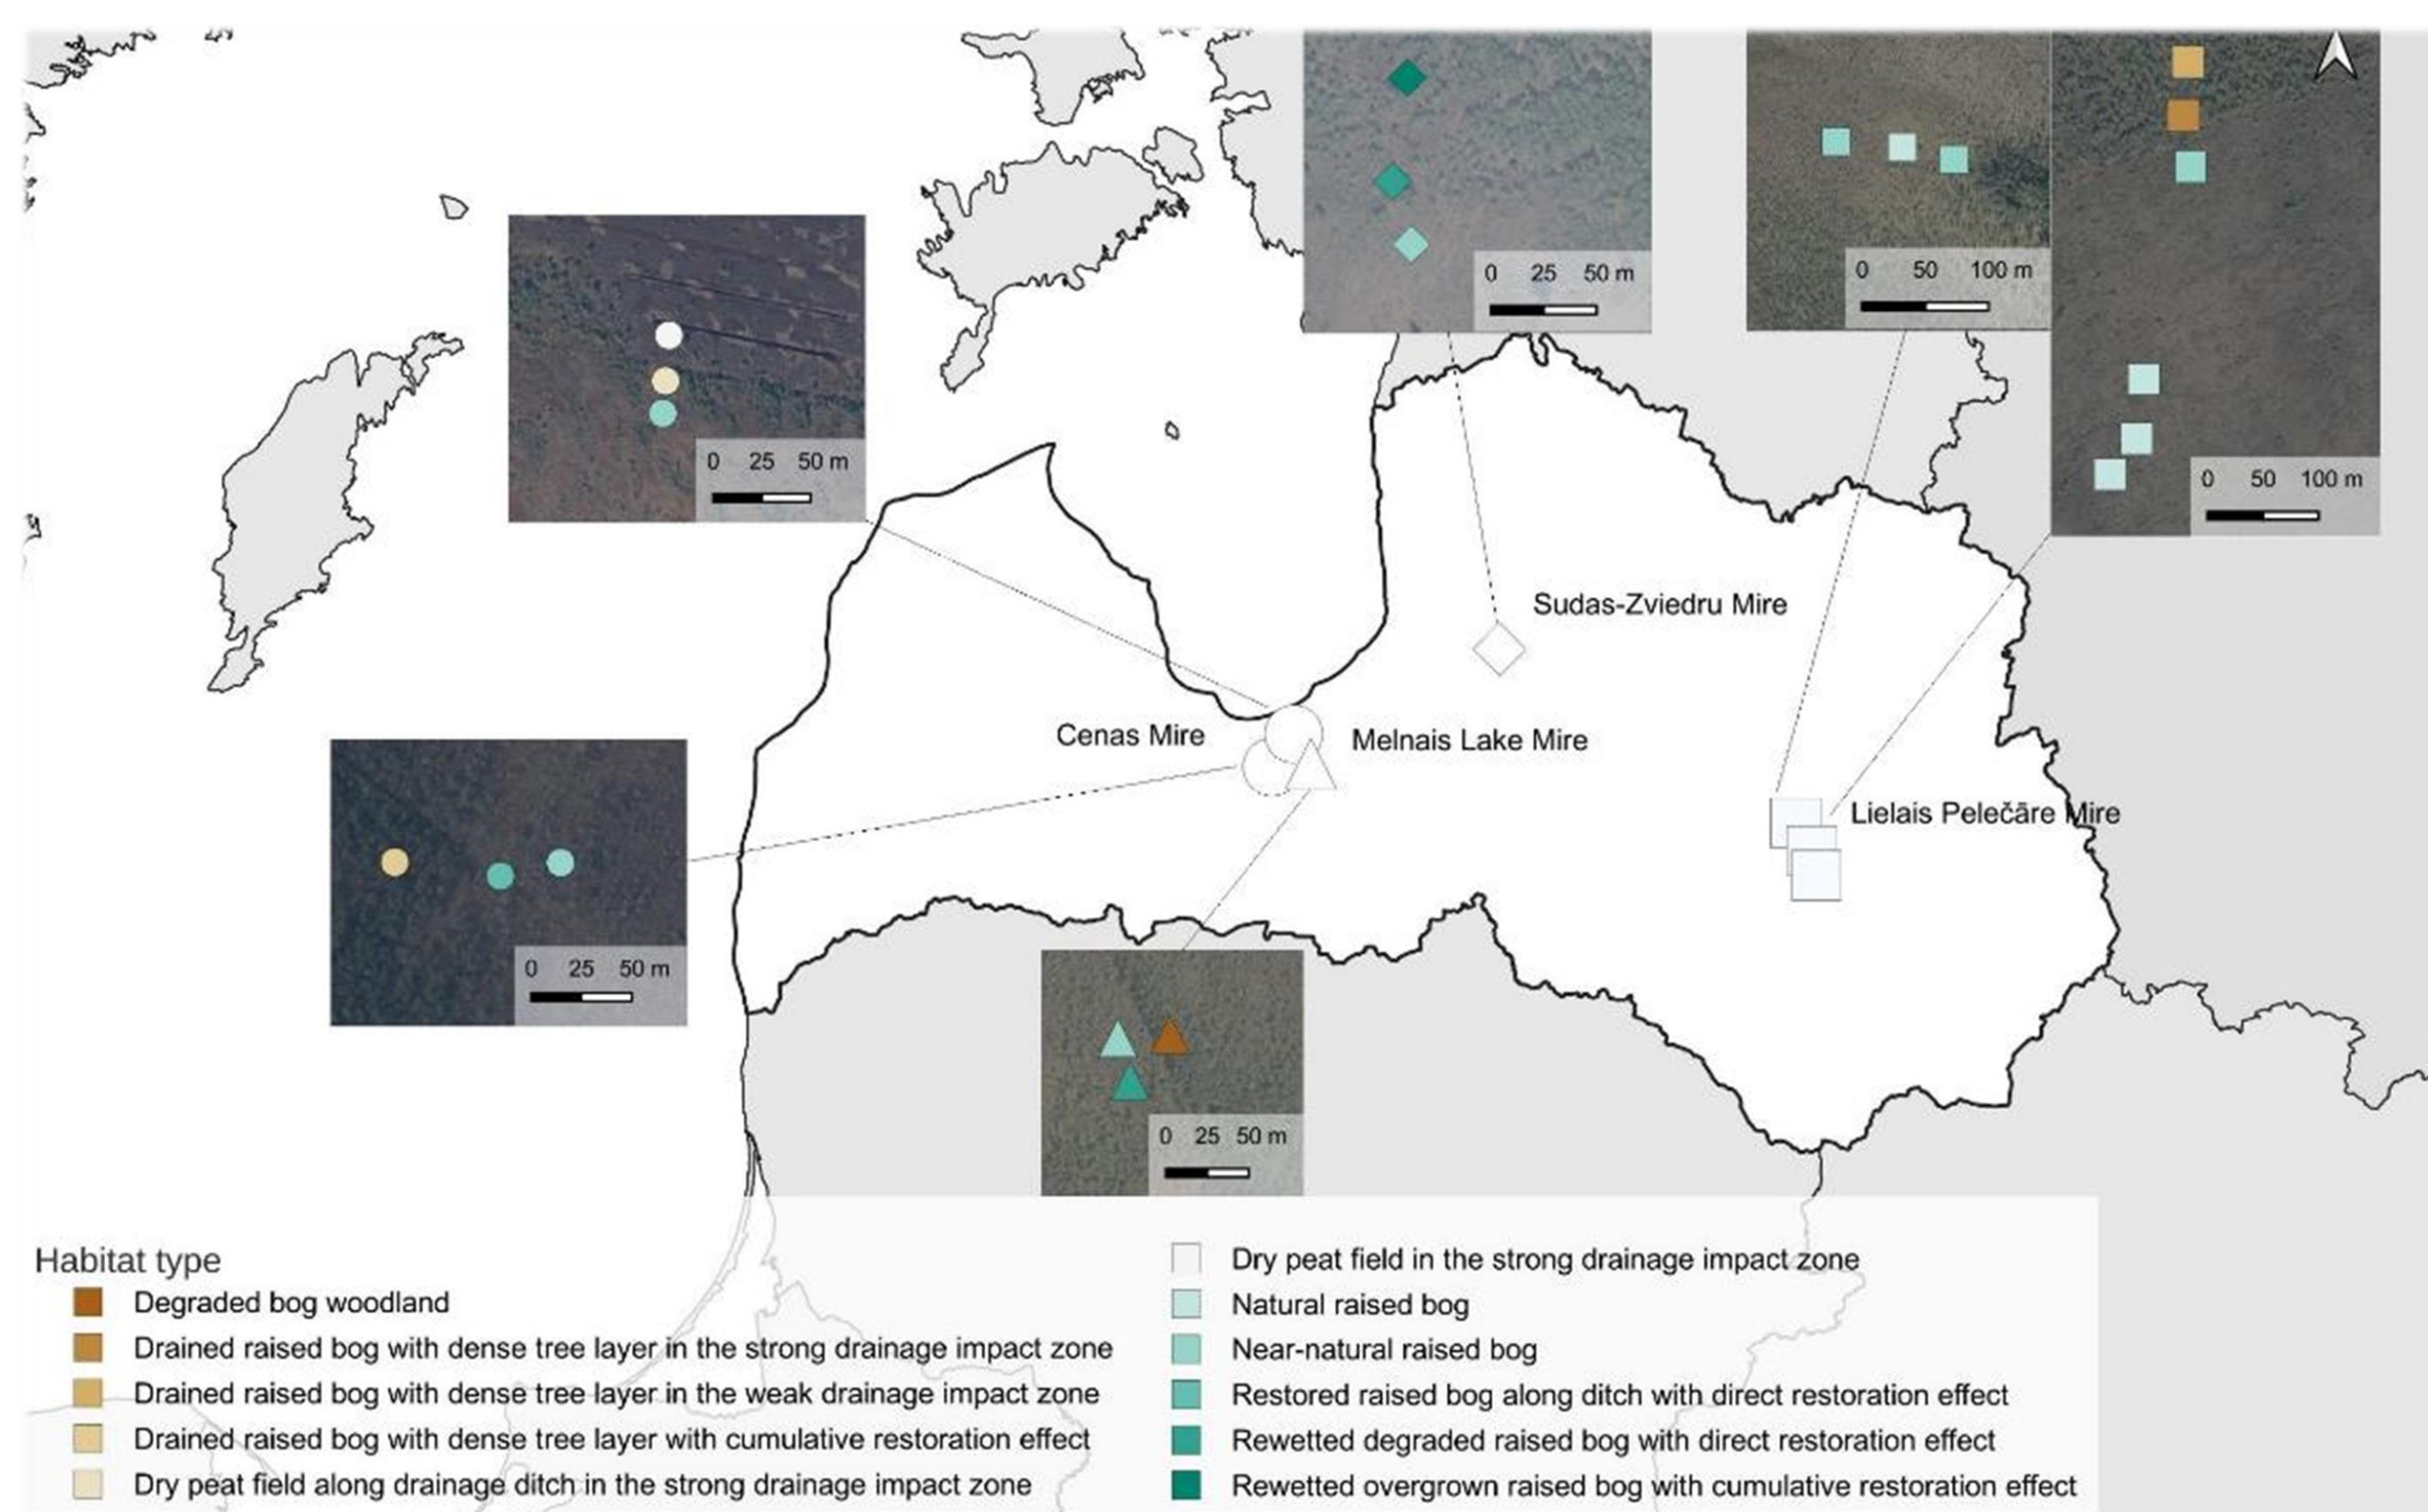 0 25 50 m
0 50 100 m
0 25 50 m
0 50 100 m
Sudas-Zviedru Mire
Cenas Mire
Melnais Lake Mire
Lielais Pelečāre Mire
0 25 50 m
0 25 50 m
Habitat type
Degraded bog woodland
Drained raised bog with dense tree layer in the strong drainage impact zone
Drained raised bog with dense tree layer in the weak drainage impact zone
Drained raised bog with dense tree layer with cumulative restoration effect
Dry peat field along drainage ditch in the strong drainage impact zone
Dry peat field in the strong drainage impact zone
Natural raised bog
Near-natural raised bog
Restored raised bog along ditch with direct restoration effect
Rewetted degraded raised bog with direct restoration effect
Rewetted overgrown raised bog with cumulative restoration effect